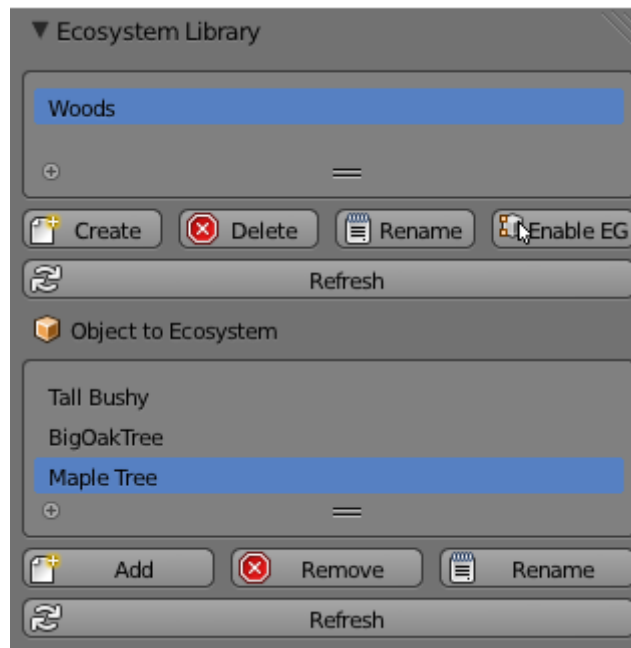 Ecosystem Library
Woods
Create Delete Rename Enable EG
Refresh
Object to Ecosystem
Tall Bushy
BigOakTree
Maple Tree
Add Remove Rename
Refresh